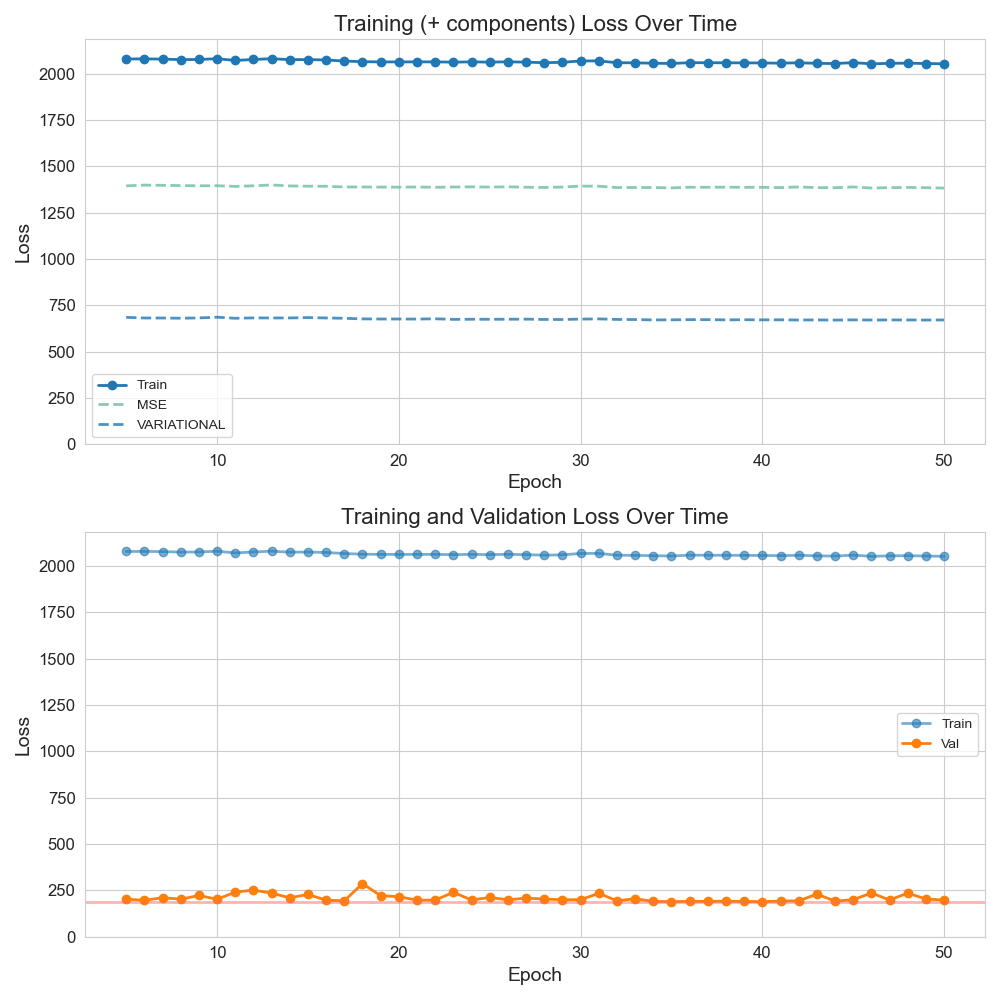 Training (+ components) Loss Over Time
2000
1750
1500
1250
1000
750
500
250
0
Loss
Train
MSE
VARIATIONAL
10 20 30 40 50
Epoch
Training and Validation Loss Over Time
2000
1750
1500
1250
1000
750
500
250
0
Loss
Train
Val
10 20 30 40 50
Epoch